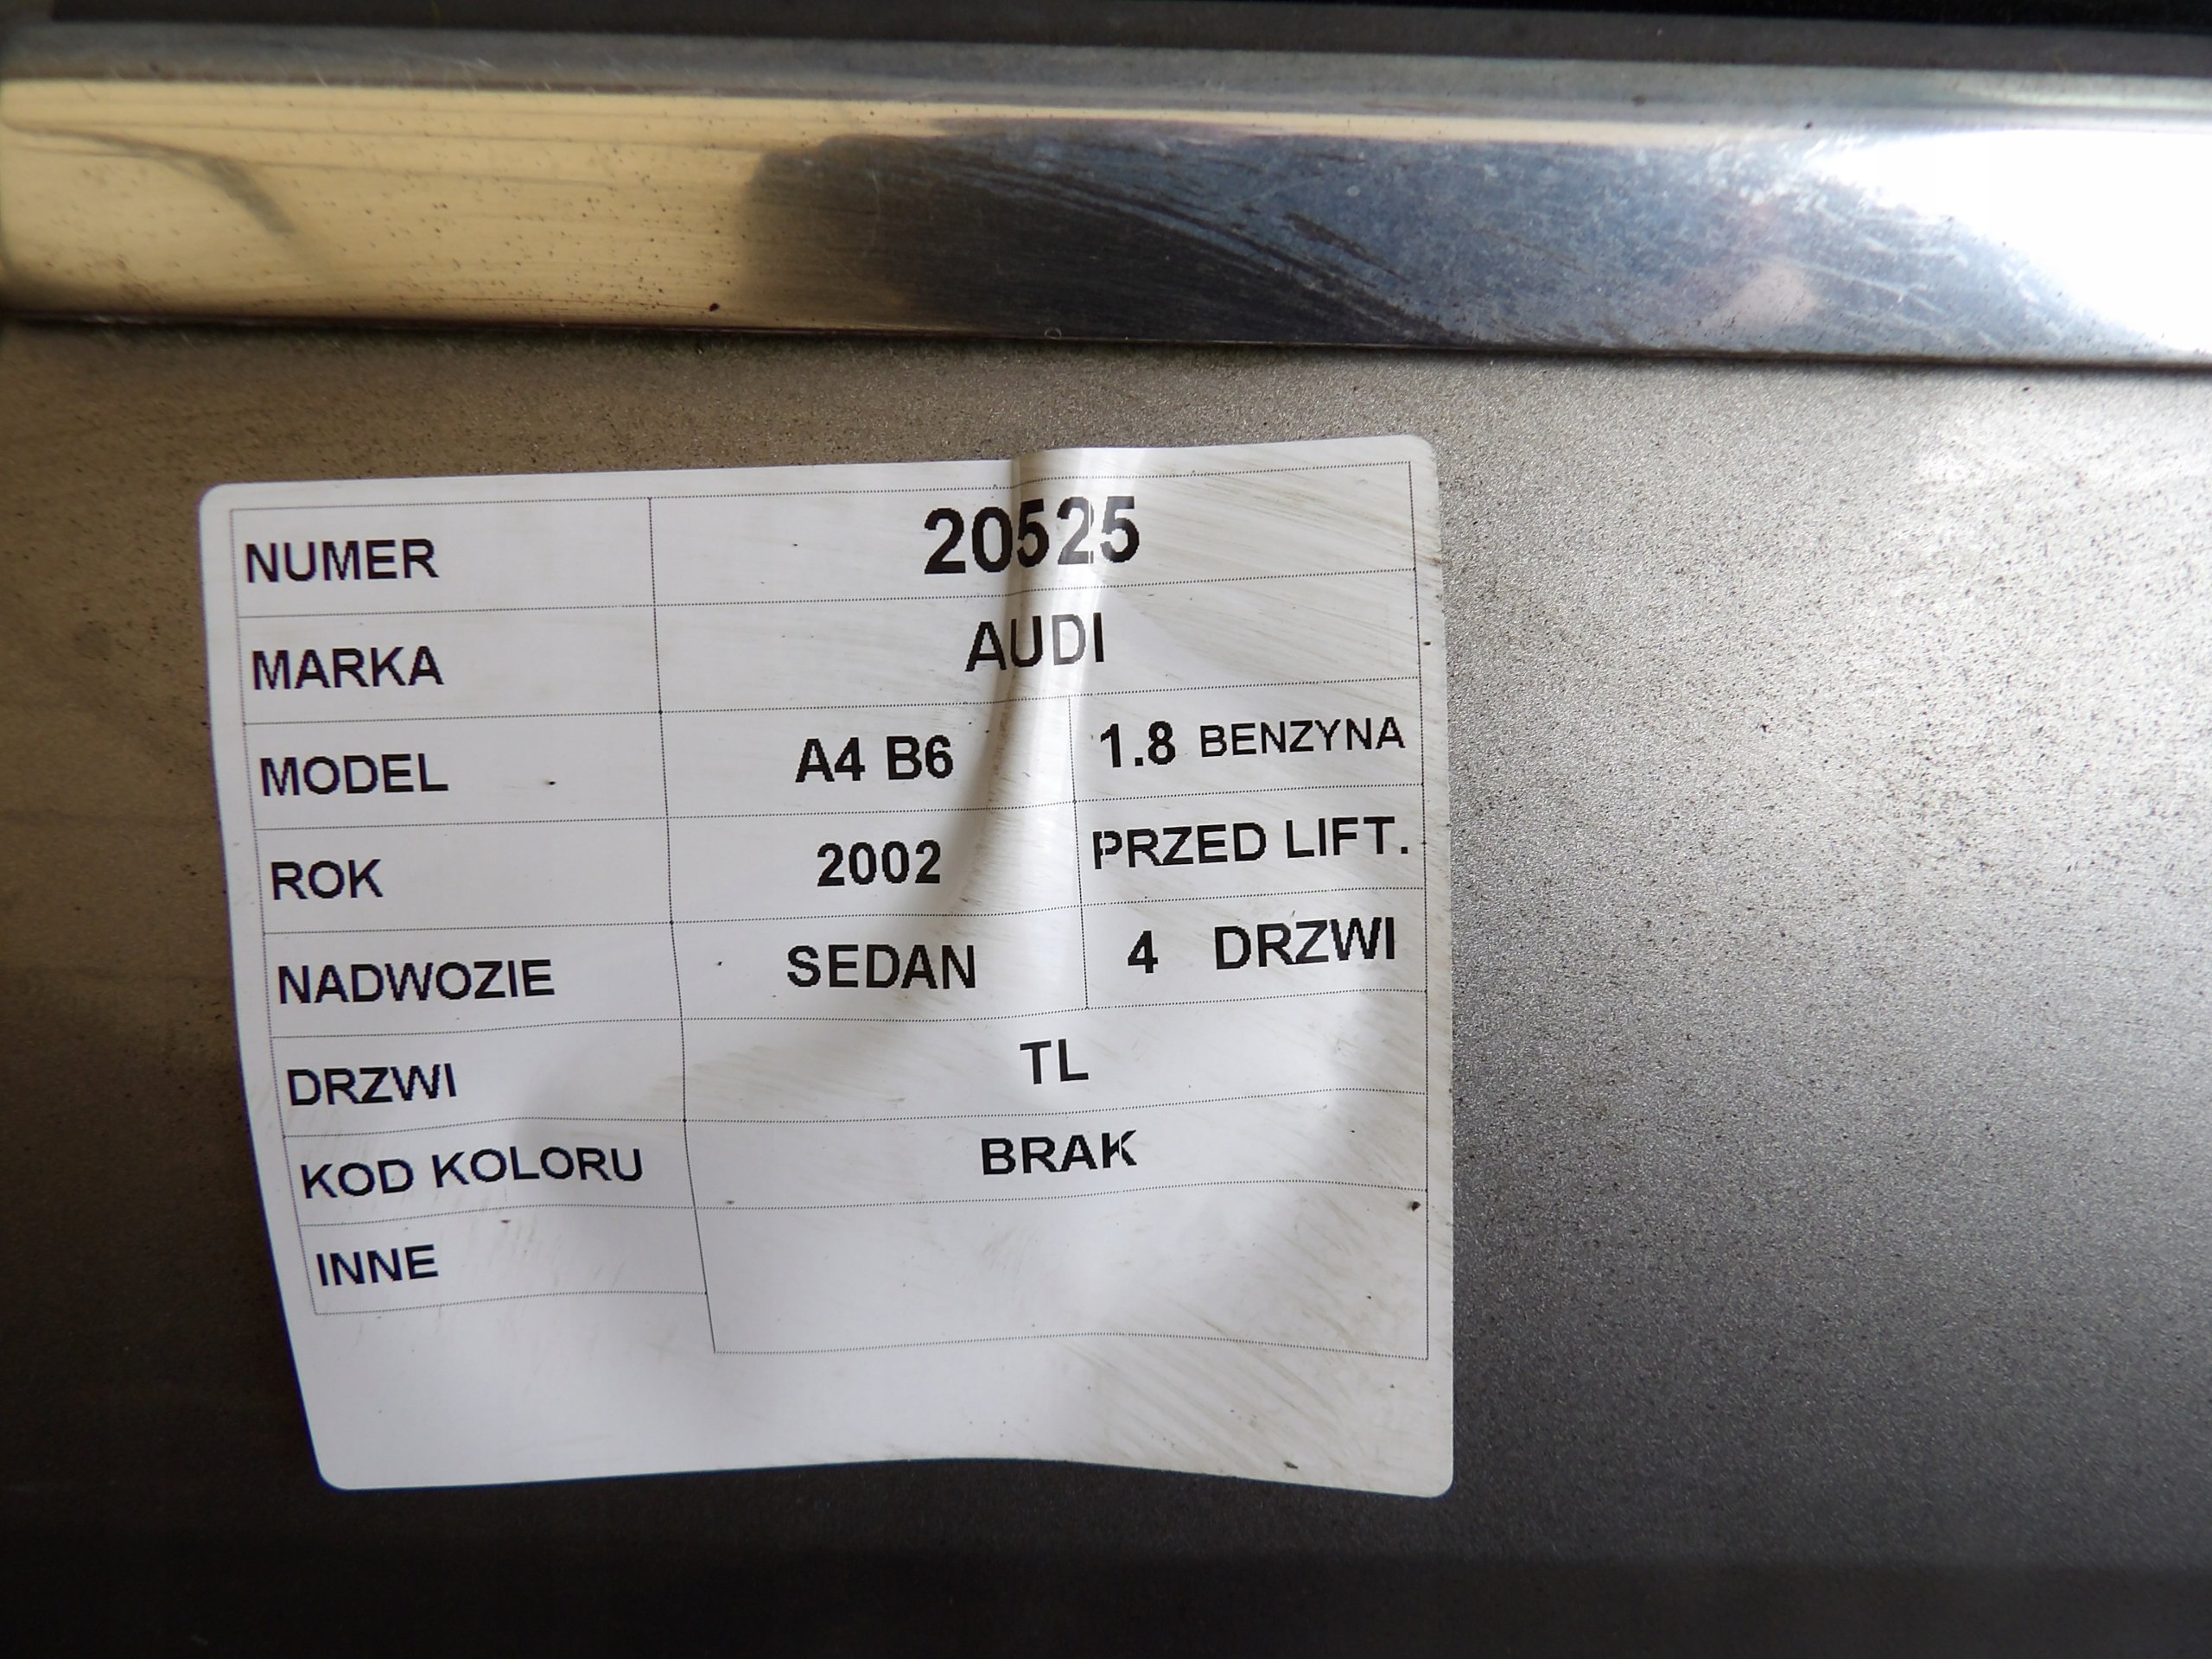 NUMER 20525
MARKA AUDI
MODEL A4 B6 1.8 BENZYNA
ROK 2002 PRZED LIFT.
NADWOZIE SEDAN 4 DRZWI
DRZWI TL
KOD KOLORU BRAK
INNE